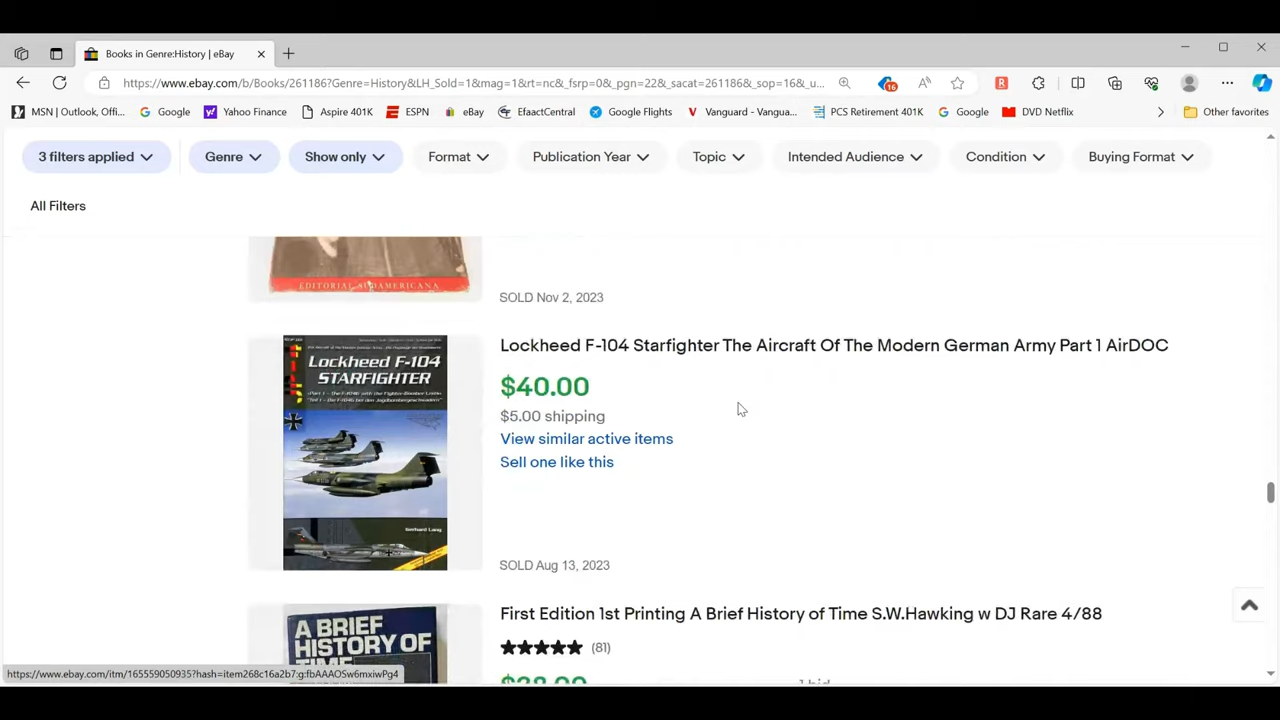 Books in Genre:History | eBay
https://www.ebay.com/b/Books/261186?Genre=History&LH_Sold=1&mag=1&rt=nc&_fsrp=0&_pgn=22&_sacat=261186&_sop=16&_u...
MSN | Outlook, Offi... Google Yahoo Finance Aspire 401K ESPN eBay EfaactCentral Google Flights Vanguard - Vangua... PCS Retirement 401K Google DVD Netflix Other favorites
3 filters applied Genre Show only Format Publication Year Topic Intended Audience Condition Buying Format
All Filters
EDITORIAL SUDAMERICANA
SOLD Nov 2, 2023
Lockheed F-104
STARFIGHTER
Gerhard Lang
Lockheed F-104 Starfighter The Aircraft Of The Modern German Army Part 1 AirDOC
$40.00
$5.00 shipping
View similar active items
Sell one like this
SOLD Aug 13, 2023
A BRIEF
HISTORY OF
TIME
First Edition 1st Printing A Brief History of Time S.W.Hawking w DJ Rare 4/88
(81)
1 bid
https://www.ebay.com/itm/165559050935?hash=item268c16a2b7:g:fbAAAOSw6mxiwPg4